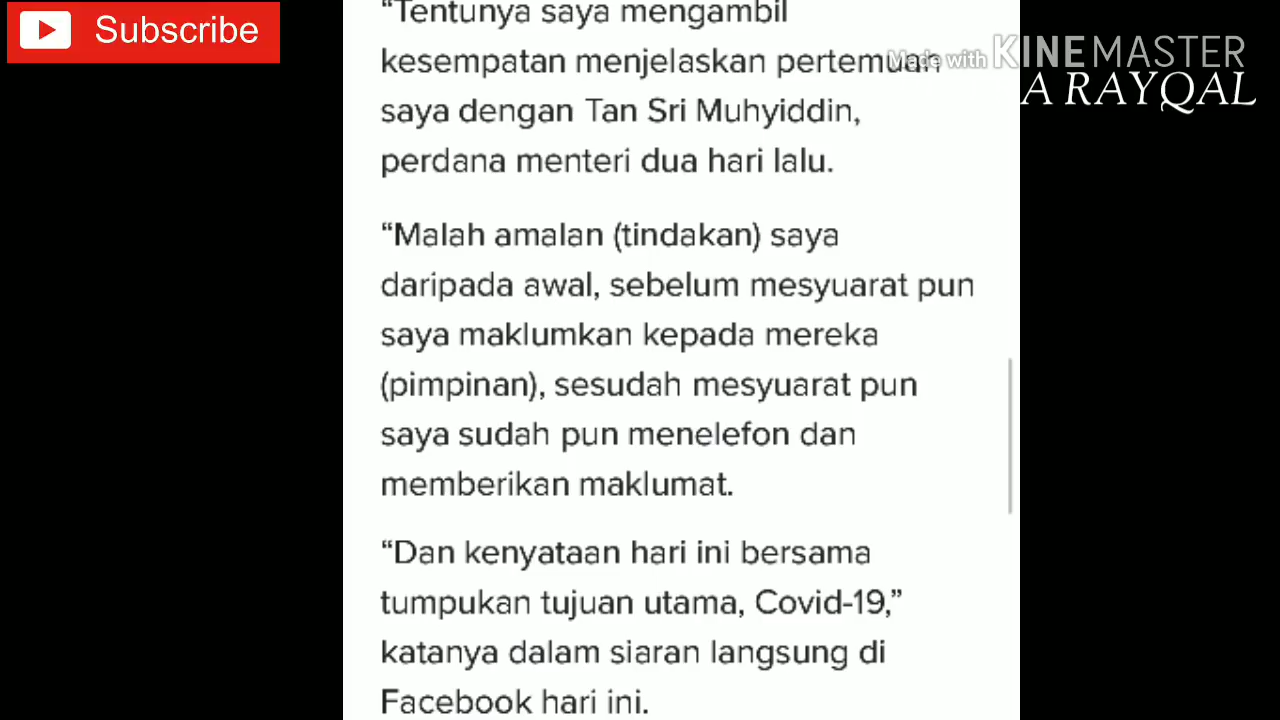 Subscribe
Made with KINEMASTER
A RAYQAL
“Tentunya saya mengambil
kesempatan menjelaskan pertemuan
saya dengan Tan Sri Muhyiddin,
perdana menteri dua hari lalu.
“Malah amalan (tindakan) saya
daripada awal, sebelum mesyuarat pun
saya maklumkan kepada mereka
(pimpinan), sesudah mesyuarat pun
saya sudah pun menelefon dan
memberikan maklumat.
“Dan kenyataan hari ini bersama
tumpukan tujuan utama, Covid-19,”
katanya dalam siaran langsung di
Facebook hari ini.